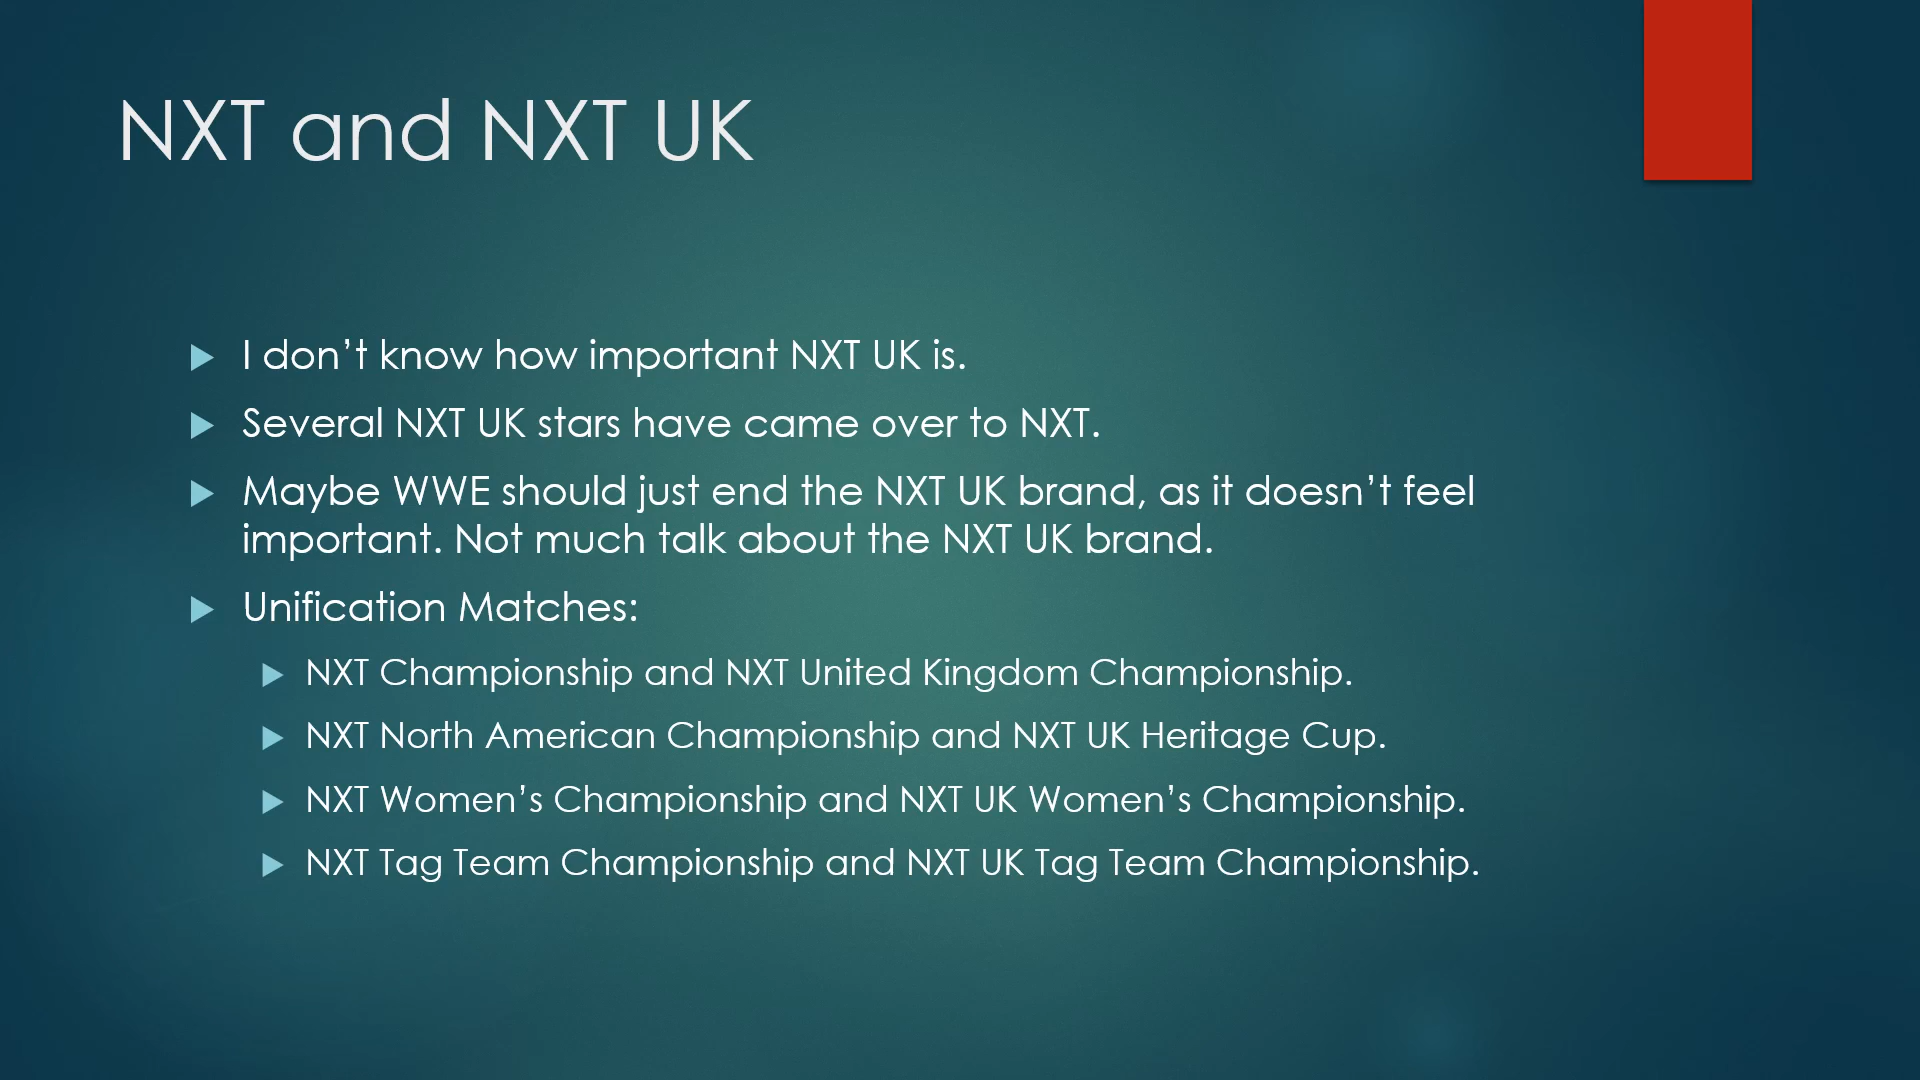 NXT and NXT UK
I don’t know how important NXT UK is.
Several NXT UK stars have came over to NXT.
Maybe WWE should just end the NXT UK brand, as it doesn’t feel
important. Not much talk about the NXT UK brand.
Unification Matches:
NXT Championship and NXT United Kingdom Championship.
NXT North American Championship and NXT UK Heritage Cup.
NXT Women’s Championship and NXT UK Women’s Championship.
NXT Tag Team Championship and NXT UK Tag Team Championship.